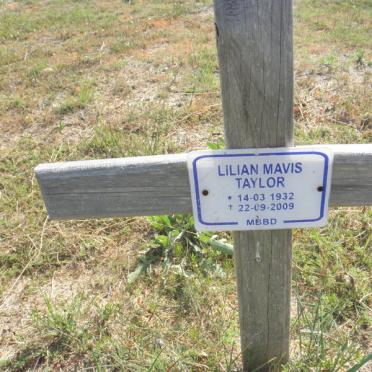 LILIAN MAVIS
TAYLOR
* 14-03 1932
† 22-09-2009
MBBD